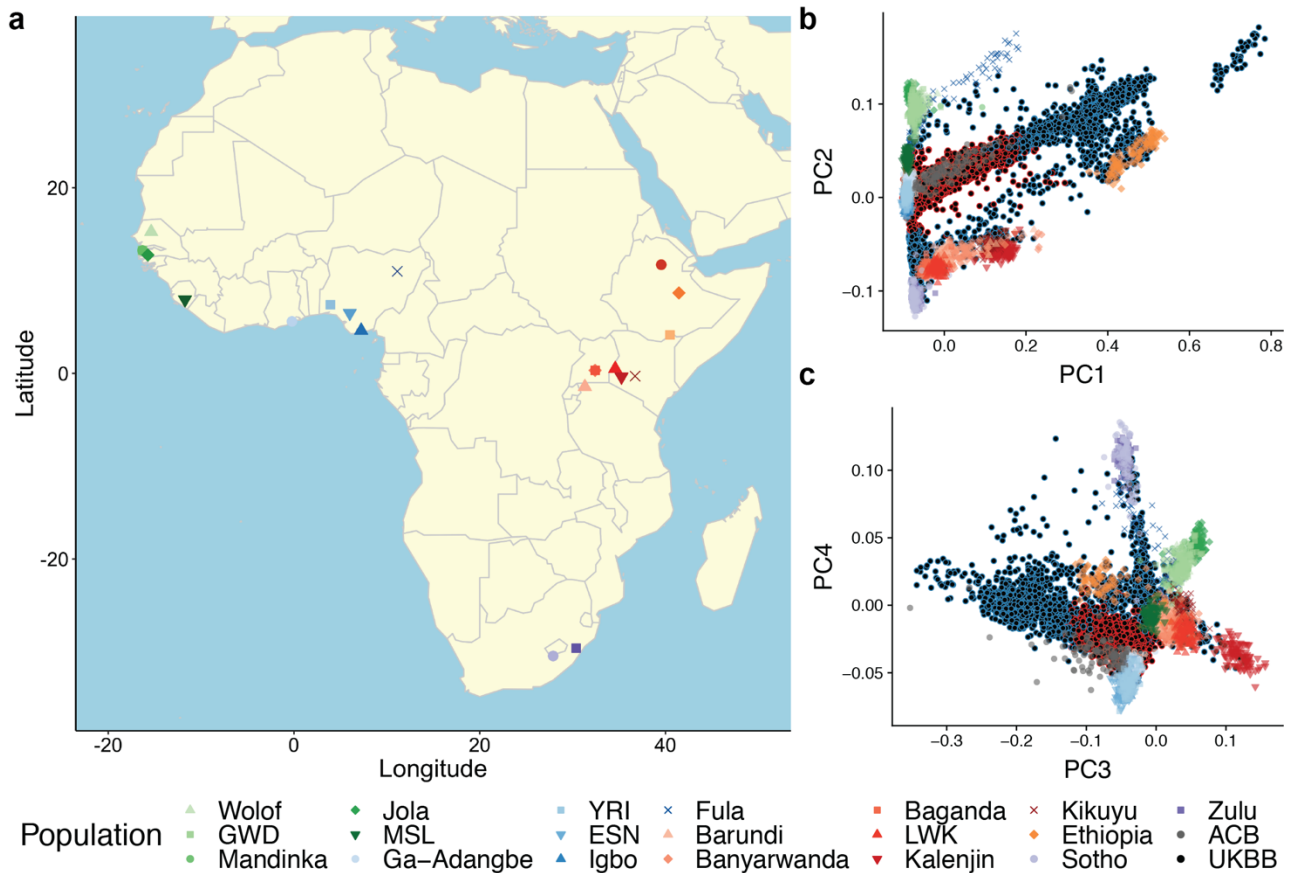 a
20
0
-20
Latitude
-20
0
20
40
Longitude
b
0.1
0.0
−0.1
PC2
0.0
0.2
0.4
0.6
0.8
PC1
c
0.10
0.05
0.00
−0.05
PC4
−0.3
−0.2
−0.1
0.0
0.1
PC3
Population
Wolof
GWD
Mandinka
Jola
MSL
Ga−Adangbe
YRI
ESN
Igbo
Fula
Barundi
Banyarwanda
Baganda
LWK
Kalenjin
Kikuyu
Ethiopia
Sotho
Zulu
ACB
UKBB